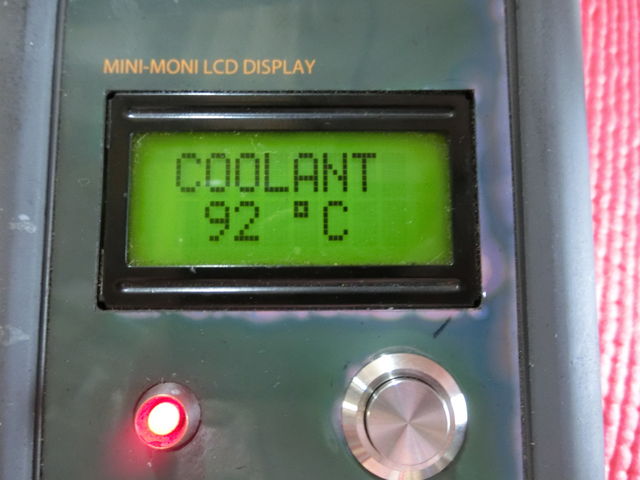 MINI-MONI LCD DISPLAY
COOLANT
92 °C